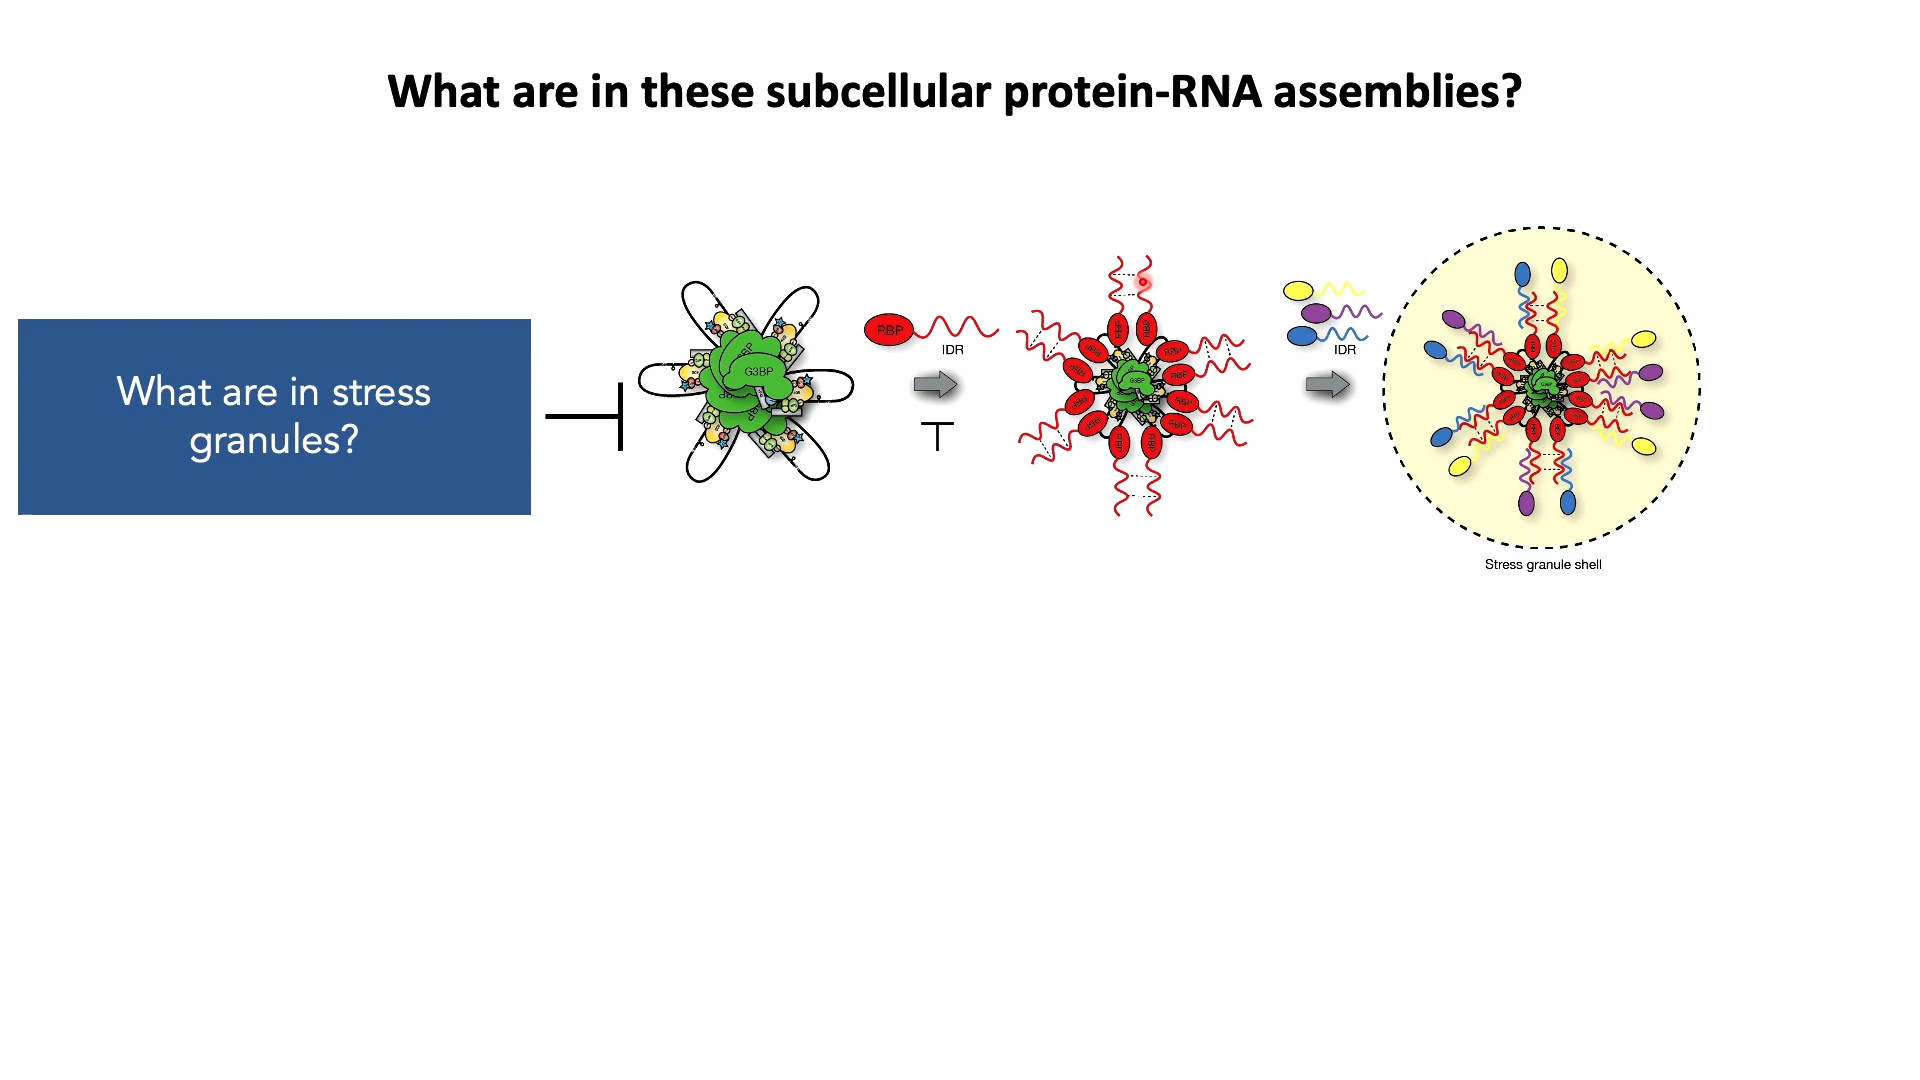 What are in these subcellular protein-RNA assemblies?
What are in stress
granules?
G3BP
RBP
IDR
IDR
Stress granule shell